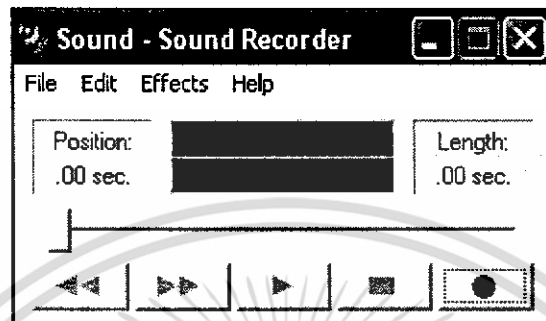 Sound - Sound Recorder
File Edit Effects Help
Position: Length:
.00 sec. .00 sec.